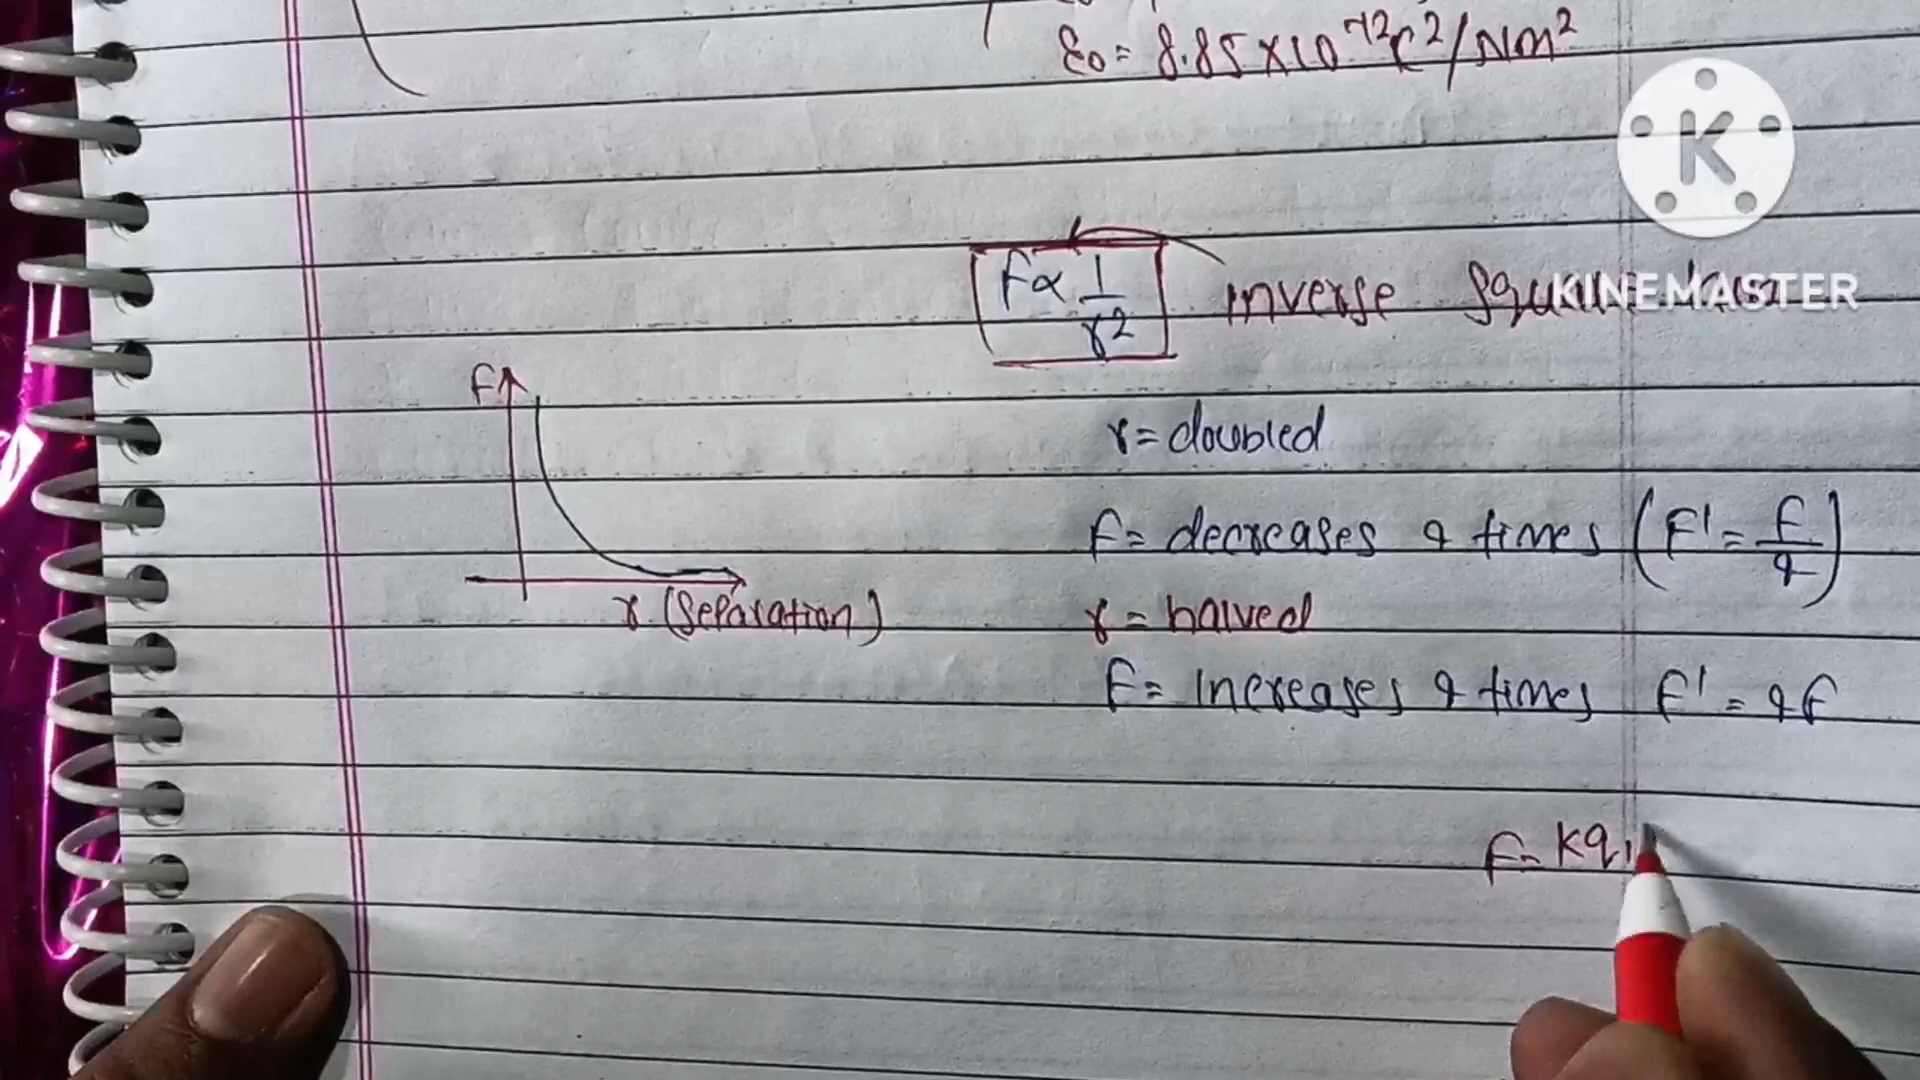 ε₀ = 8.85 × 10⁻¹² C²/Nm²
K
KINEMASTER
F ∝ 1/r² inverse square
F
r = doubled
F = decreases 4 times (F' = F/4)
r (Separation)
r = halved
F = increases 4 times F' = 4F
F = Kq₁